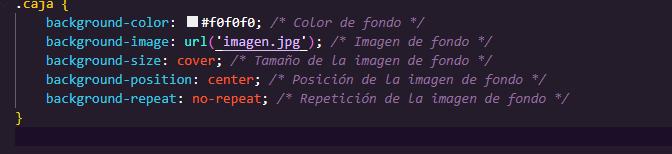 .caja {
background-color: #f0f0f0; /* Color de fondo */
background-image: url('imagen.jpg'); /* Imagen de fondo */
background-size: cover; /* Tamaño de la imagen de fondo */
background-position: center; /* Posición de la imagen de fondo */
background-repeat: no-repeat; /* Repetición de la imagen de fondo */
}